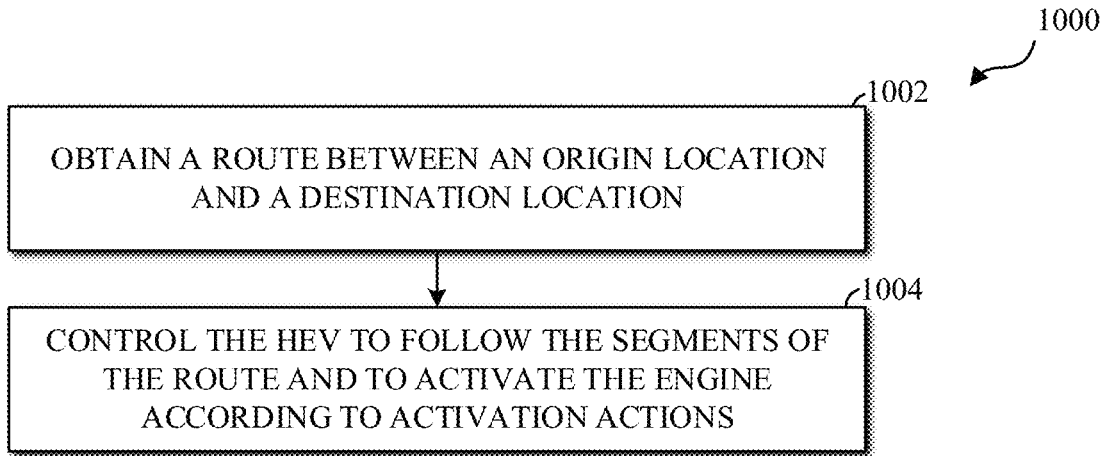 1000
1002
OBTAIN A ROUTE BETWEEN AN ORIGIN LOCATION
AND A DESTINATION LOCATION
1004
CONTROL THE HEV TO FOLLOW THE SEGMENTS OF
THE ROUTE AND TO ACTIVATE THE ENGINE
ACCORDING TO ACTIVATION ACTIONS